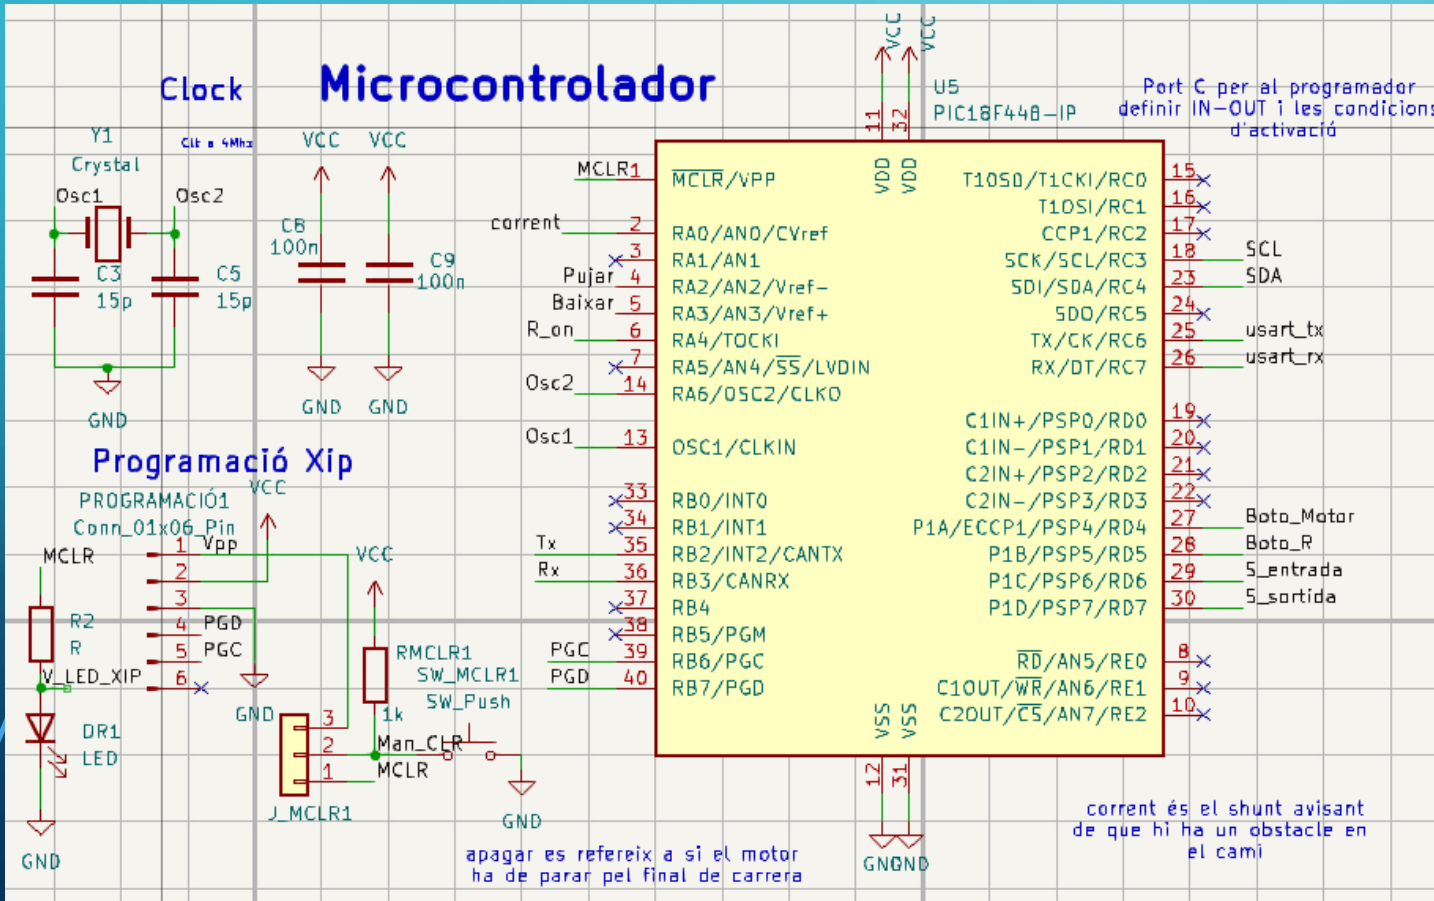 Microcontrolador
Clock
Clk a 4Mhz
Y1
Crystal
Osc1
Osc2
C3
15p
C5
15p
GND
VCC
VCC
C8
100n
C9
100n
GND
GND
Programació Xip
PROGRAMACIÓ1
Conn_01x06_Pin
VCC
MCLR
1 Vpp
2
3
4 PGD
5 PGC
6
R2
R
V_LED_XIP
DR1
LED
GND
GND
VCC
RMCLR1
1k
SW_MCLR1
SW_Push
3
2 Man_CLR
1 MCLR
J_MCLR1
GND
apagar es refereix a si el motor
ha de parar pel final de carrera
VCC
VCC
U5
PIC18F448-IP
Port C per al programador
definir IN-OUT i les condicions
d'activació
11
32
VDD
VDD
MCLR 1 MCLR/VPP
corrent 2 RA0/AN0/CVref
3 RA1/AN1
Pujar 4 RA2/AN2/Vref-
Baixar 5 RA3/AN3/Vref+
R_on 6 RA4/TOCKI
7 RA5/AN4/SS/LVDIN
Osc2 14 RA6/OSC2/CLKO
Osc1 13 OSC1/CLKIN
33 RB0/INT0
34 RB1/INT1
Tx 35 RB2/INT2/CANTX
Rx 36 RB3/CANRX
37 RB4
38 RB5/PGM
PGC 39 RB6/PGC
PGD 40 RB7/PGD
T1OSO/T1CKI/RC0 15
T1OSI/RC1 16
CCP1/RC2 17
SCK/SCL/RC3 18 SCL
SDI/SDA/RC4 23 SDA
SDO/RC5 24
TX/CK/RC6 25 usart_tx
RX/DT/RC7 26 usart_rx
C1IN+/PSP0/RD0 19
C1IN-/PSP1/RD1 20
C2IN+/PSP2/RD2 21
C2IN-/PSP3/RD3 22
P1A/ECCP1/PSP4/RD4 27 Boto_Motor
P1B/PSP5/RD5 28 Boto_R
P1C/PSP6/RD6 29 S_entrada
P1D/PSP7/RD7 30 S_sortida
RD/AN5/RE0 8
C1OUT/WR/AN6/RE1 9
C2OUT/CS/AN7/RE2 10
VSS
VSS
12
31
GND
GND
corrent és el shunt avisant
de que hi ha un obstacle en
el cami